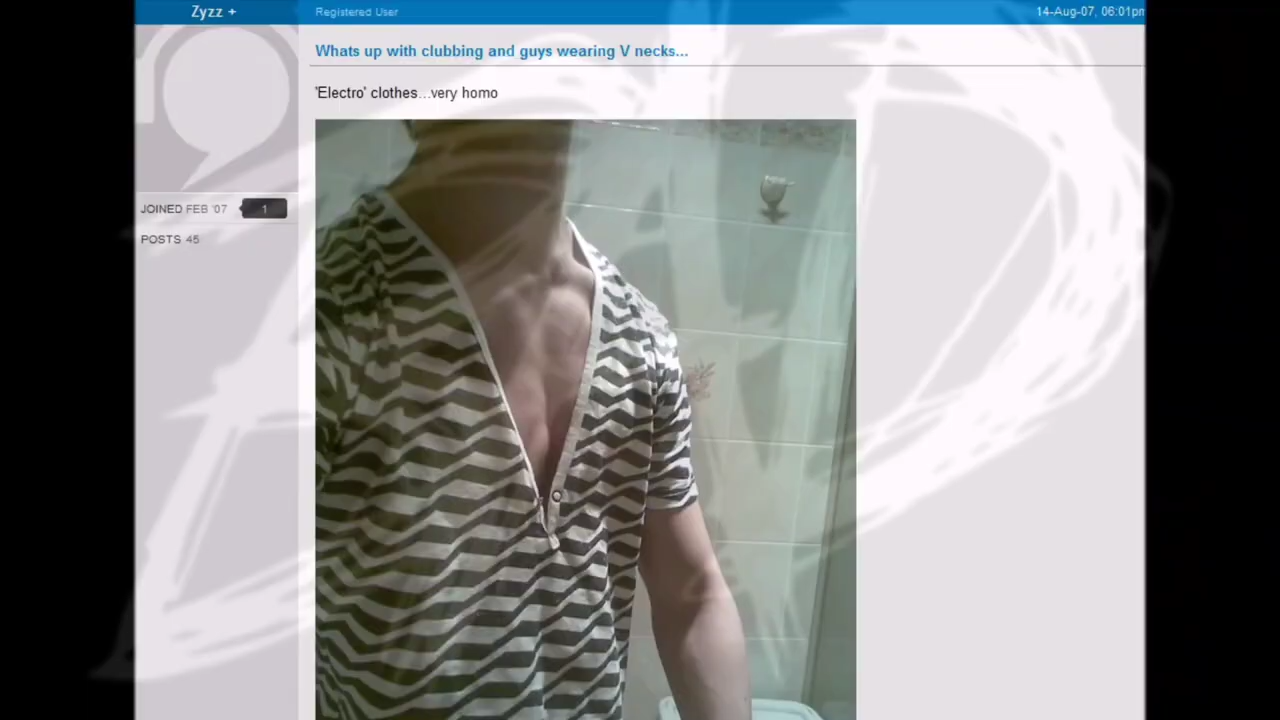 Zyzz + Registered User 14-Aug-07, 06:01pm
Whats up with clubbing and guys wearing V necks...
'Electro' clothes...very homo
JOINED FEB '07 1
POSTS 45